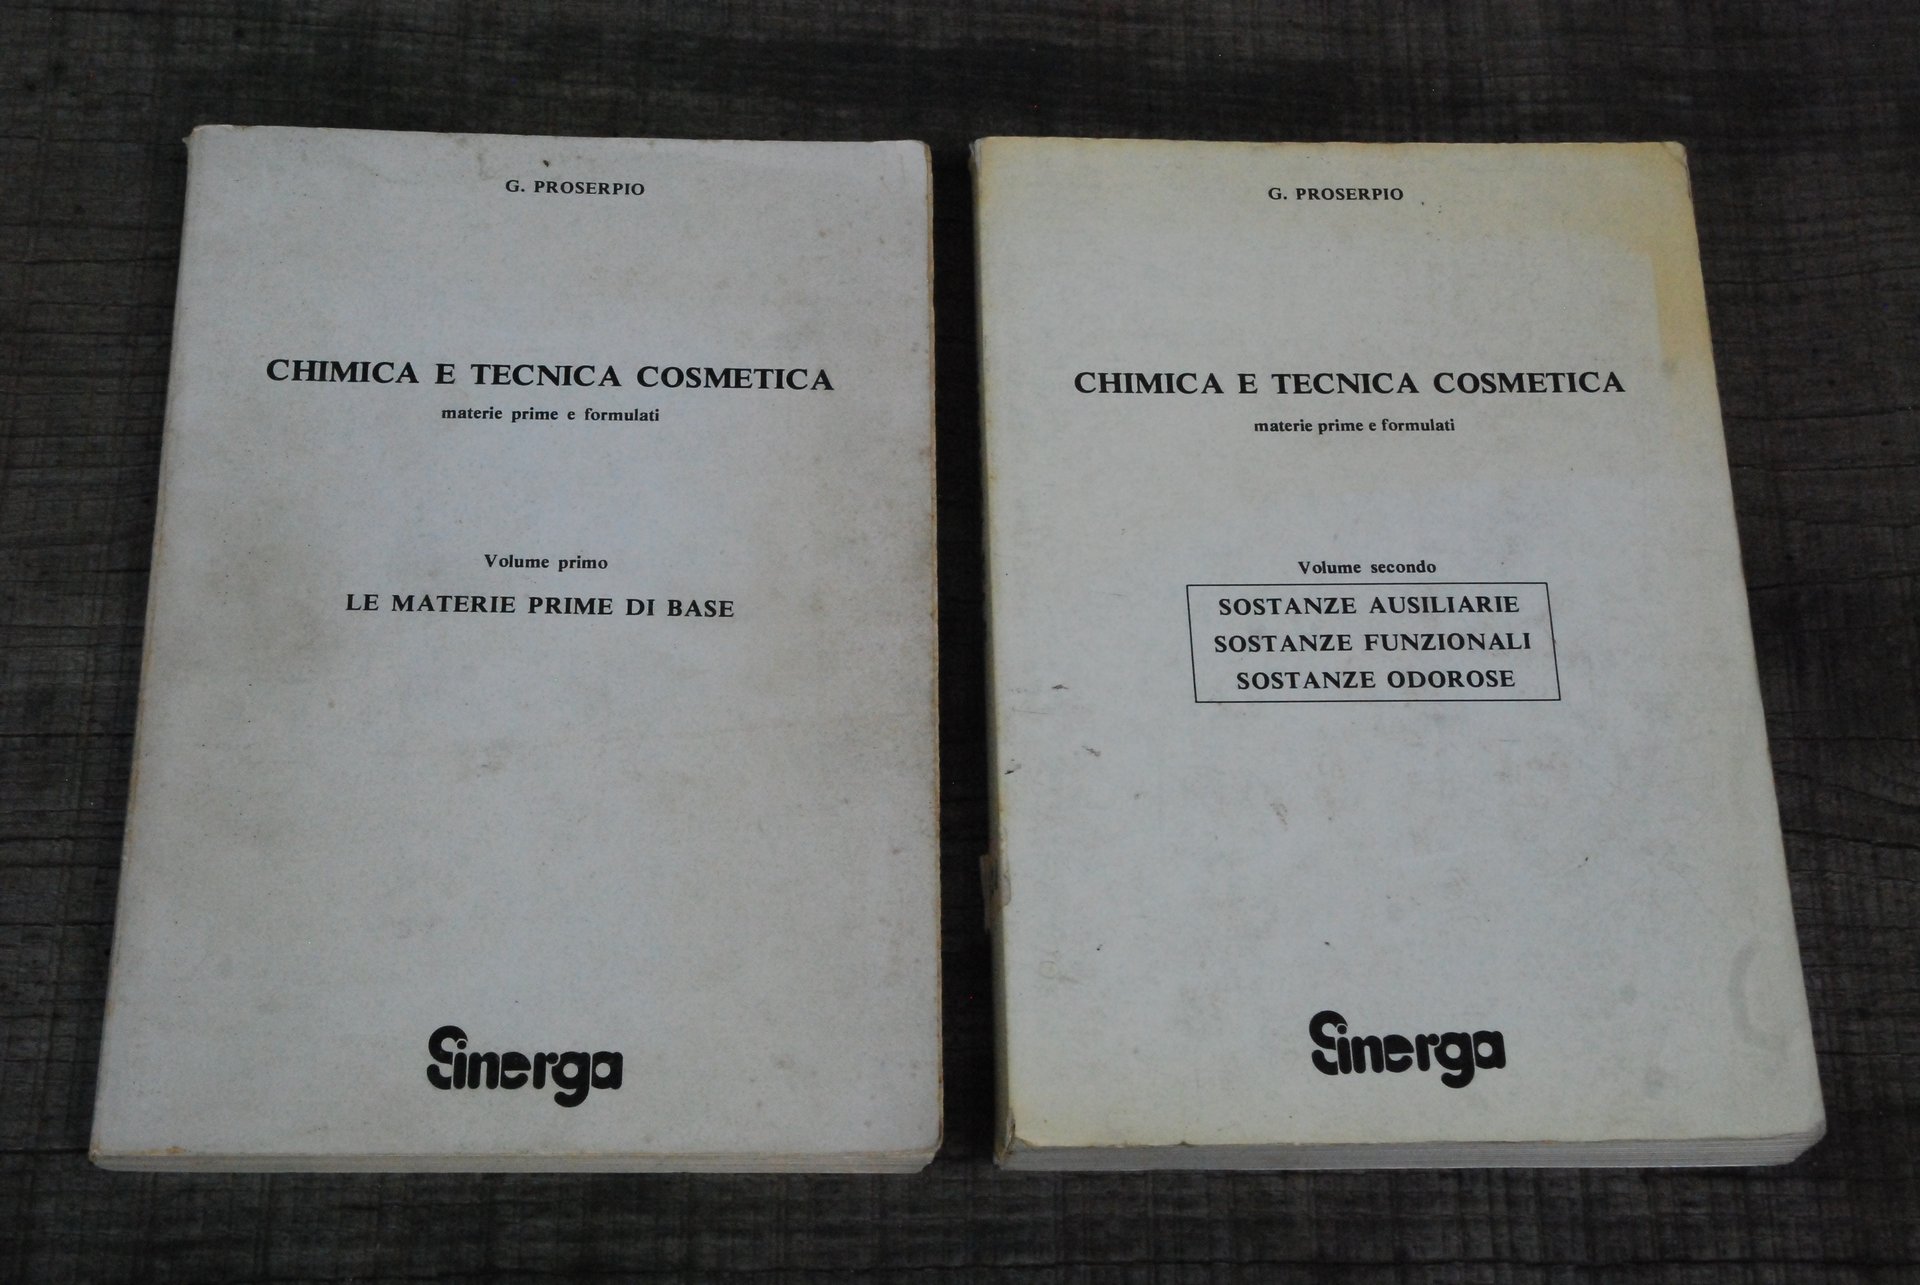 G. PROSERPIO
CHIMICA E TECNICA COSMETICA
materie prime e formulati
Volume primo
LE MATERIE PRIME DI BASE
Sinerga
G. PROSERPIO
CHIMICA E TECNICA COSMETICA
materie prime e formulati
Volume secondo
SOSTANZE AUSILIARIE
SOSTANZE FUNZIONALI
SOSTANZE ODOROSE
Sinerga